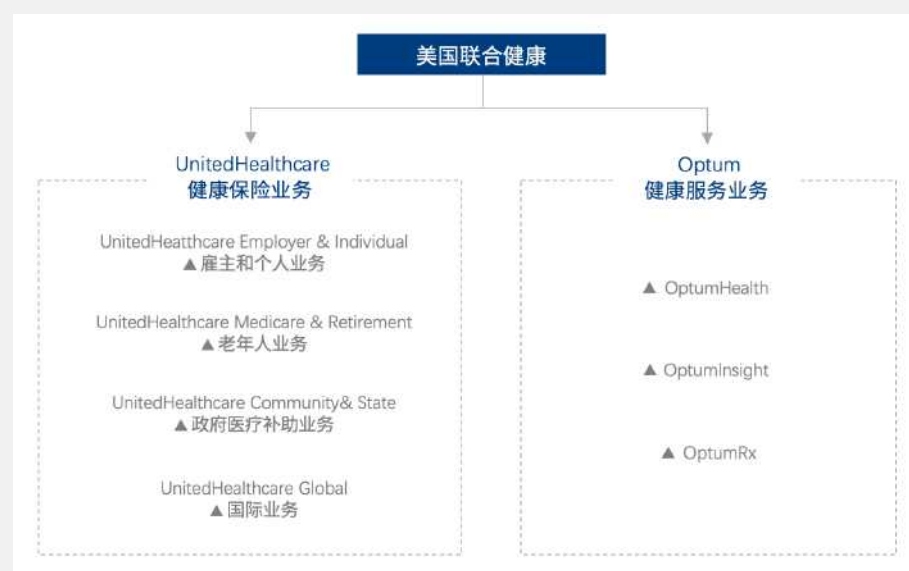 美国联合健康
UnitedHealthcare
健康保险业务
UnitedHeatthcare Employer & Individual
▲雇主和个人业务
UnitedHealthcare Medicare & Retirement
▲老年人业务
UnitedHealthcare Community& State
▲政府医疗补助业务
UnitedHealthcare Global
▲国际业务
Optum
健康服务业务
▲ OptumHealth
▲ OptumInsight
▲ OptumRx